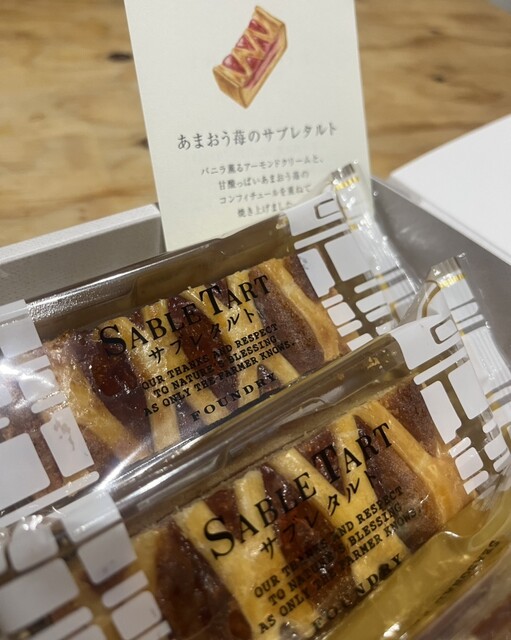 あまおう苺のサブレタルト
バニラ薫るアーモンドクリームと、
甘酸っぱいあまおう苺の
コンフィチュールを重ねて
焼き上げました。
SABLE TART
サブレタルト
OUR THANKS AND RESPECT
TO NATURE'S BLESSING
AS ONLY THE FARMER KNOWS.
FOUNDRY
SABLE TART
サブレタルト
OUR THANKS AND RESPECT
TO NATURE'S BLESSING
AS ONLY THE FARMER KNOWS.
FOUNDRY